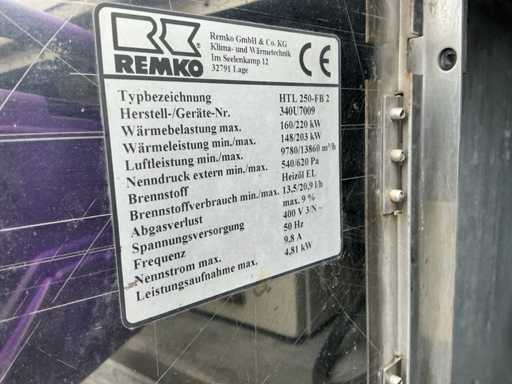 REMKO
Remko GmbH & Co. KG
Klima- und Wärmetechnik
Im Seelenkamp 12
32791 Lage
CE
Typbezeichnung HTL 250-FB 2
Herstell-/Geräte-Nr. 340U7009
Wärmebelastung max. 160/220 kW
Wärmeleistung min./max. 148/203 kW
Luftleistung min./max. 9780/13860 m³/h
Nenndruck extern min./max. 540/620 Pa
Brennstoff Heizöl EL
Brennstoffverbrauch min./max. 13,5/20,9 l/h
Abgasverlust max. 9 %
Spannungsversorgung 400 V 3/N ~
Frequenz 50 Hz
Nennstrom max. 9,8 A
Leistungsaufnahme max. 4,81 kW